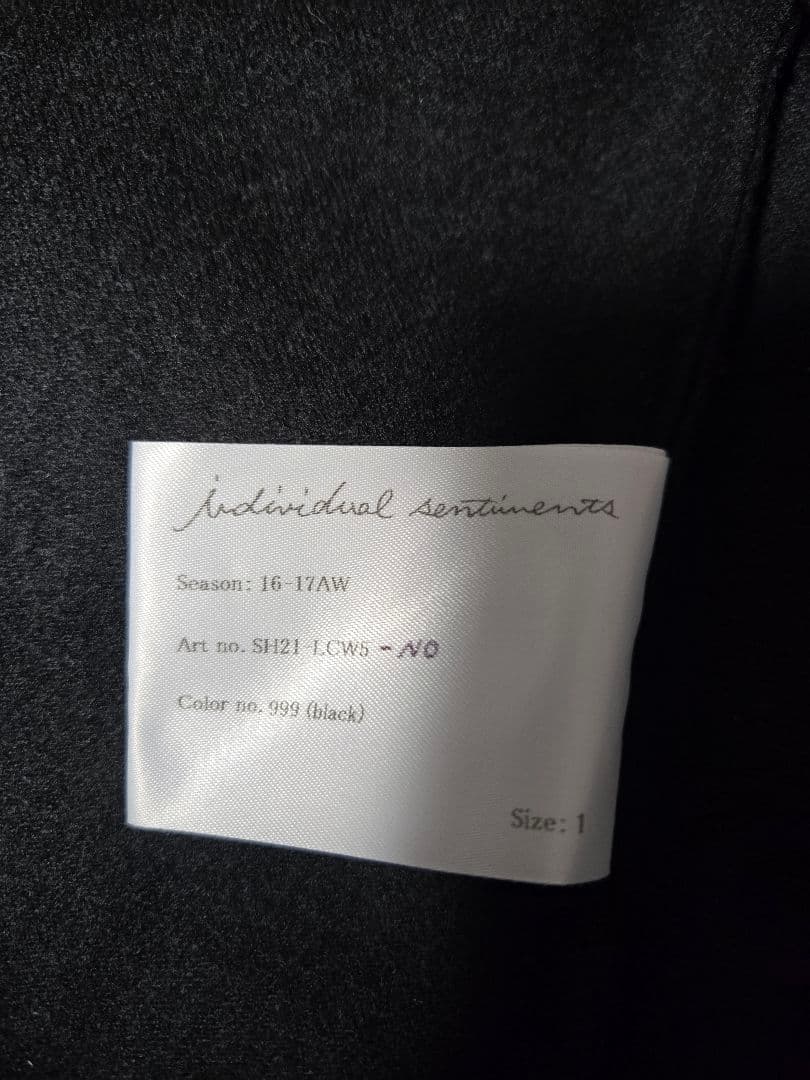 individual sentiments
Season: 16-17AW
Art no. SH21-LCW5 -NO
Color no. 999 (black)
Size: 1